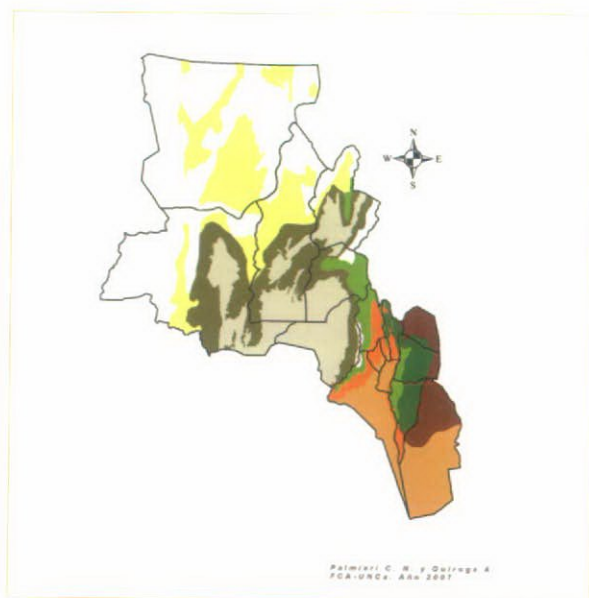 N
W E
S
Palmieri C. N. y Quiroga A.
FCA-UNCa. Año 2007